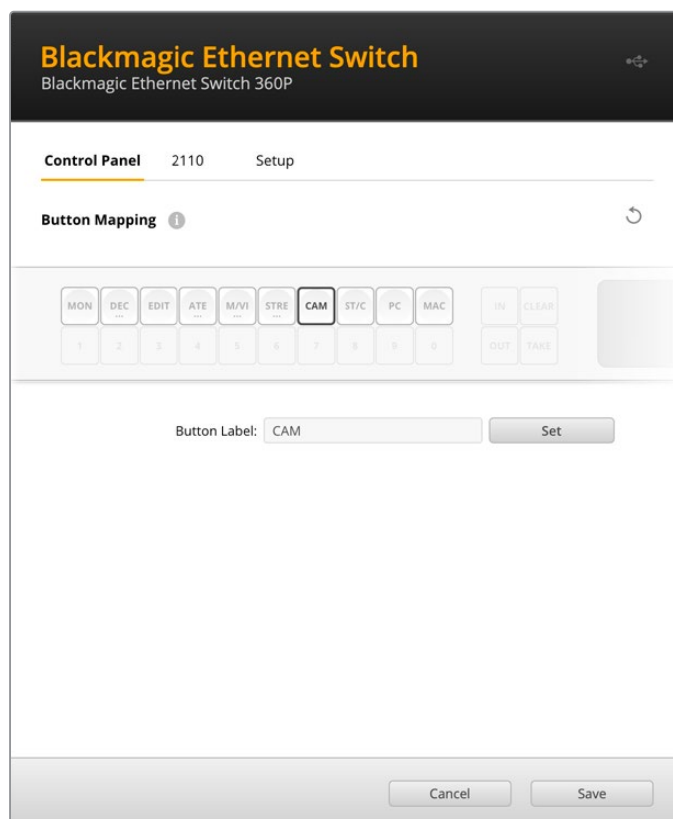 Blackmagic Ethernet Switch
Blackmagic Ethernet Switch 360P
Control Panel 2110 Setup
Button Mapping i
MON DEC ... EDIT ATE ... M/VI ... STRE ... CAM ST/C PC MAC IN CLEAR
1 2 3 4 5 6 7 8 9 0 OUT TAKE
Button Label: CAM Set
Cancel Save